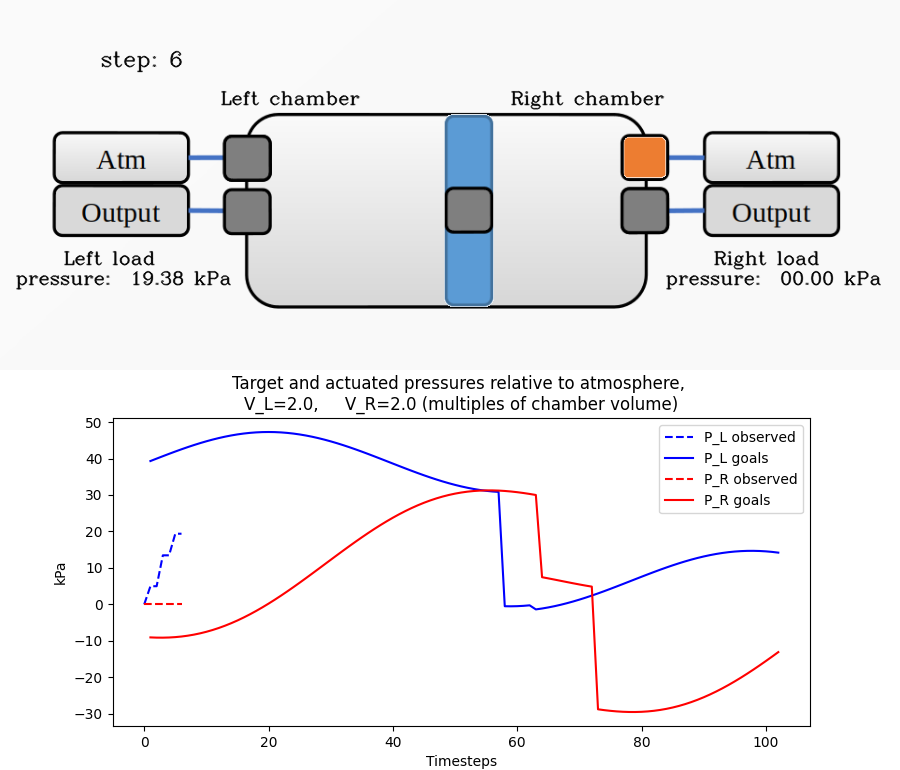 step: 6
Left chamber
Right chamber
Atm
Atm
Output
Output
Left load
pressure: 19.38 kPa
Right load
pressure: 00.00 kPa
Target and actuated pressures relative to atmosphere,
V_L=2.0, V_R=2.0 (multiples of chamber volume)
50
40
30
20
10
0
−10
−20
−30
kPa
P_L observed
P_L goals
P_R observed
P_R goals
0 20 40 60 80 100
Timesteps